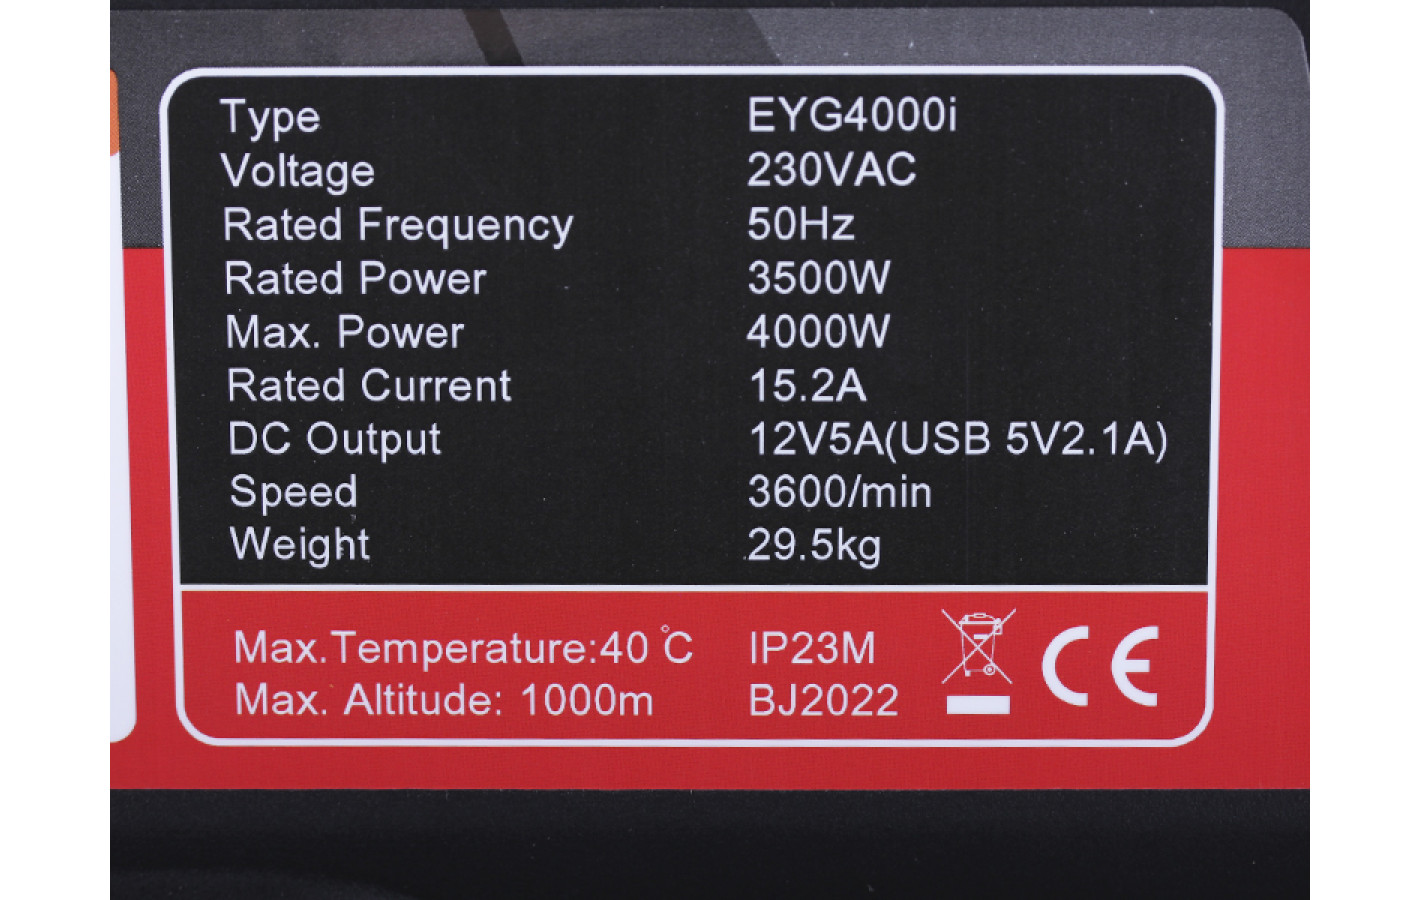 Type EYG4000i
Voltage 230VAC
Rated Frequency 50Hz
Rated Power 3500W
Max. Power 4000W
Rated Current 15.2A
DC Output 12V5A(USB 5V2.1A)
Speed 3600/min
Weight 29.5kg
Max.Temperature:40°C IP23M
Max. Altitude: 1000m BJ2022
CE